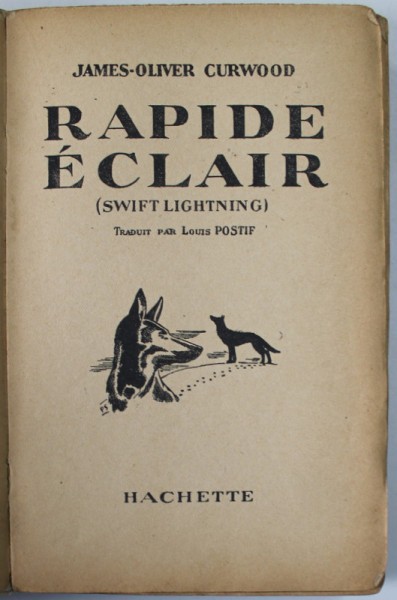 JAMES-OLIVER CURWOOD
RAPIDE
ÉCLAIR
(SWIFT LIGHTNING)
TRADUIT PAR LOUIS POSTIF
HACHETTE